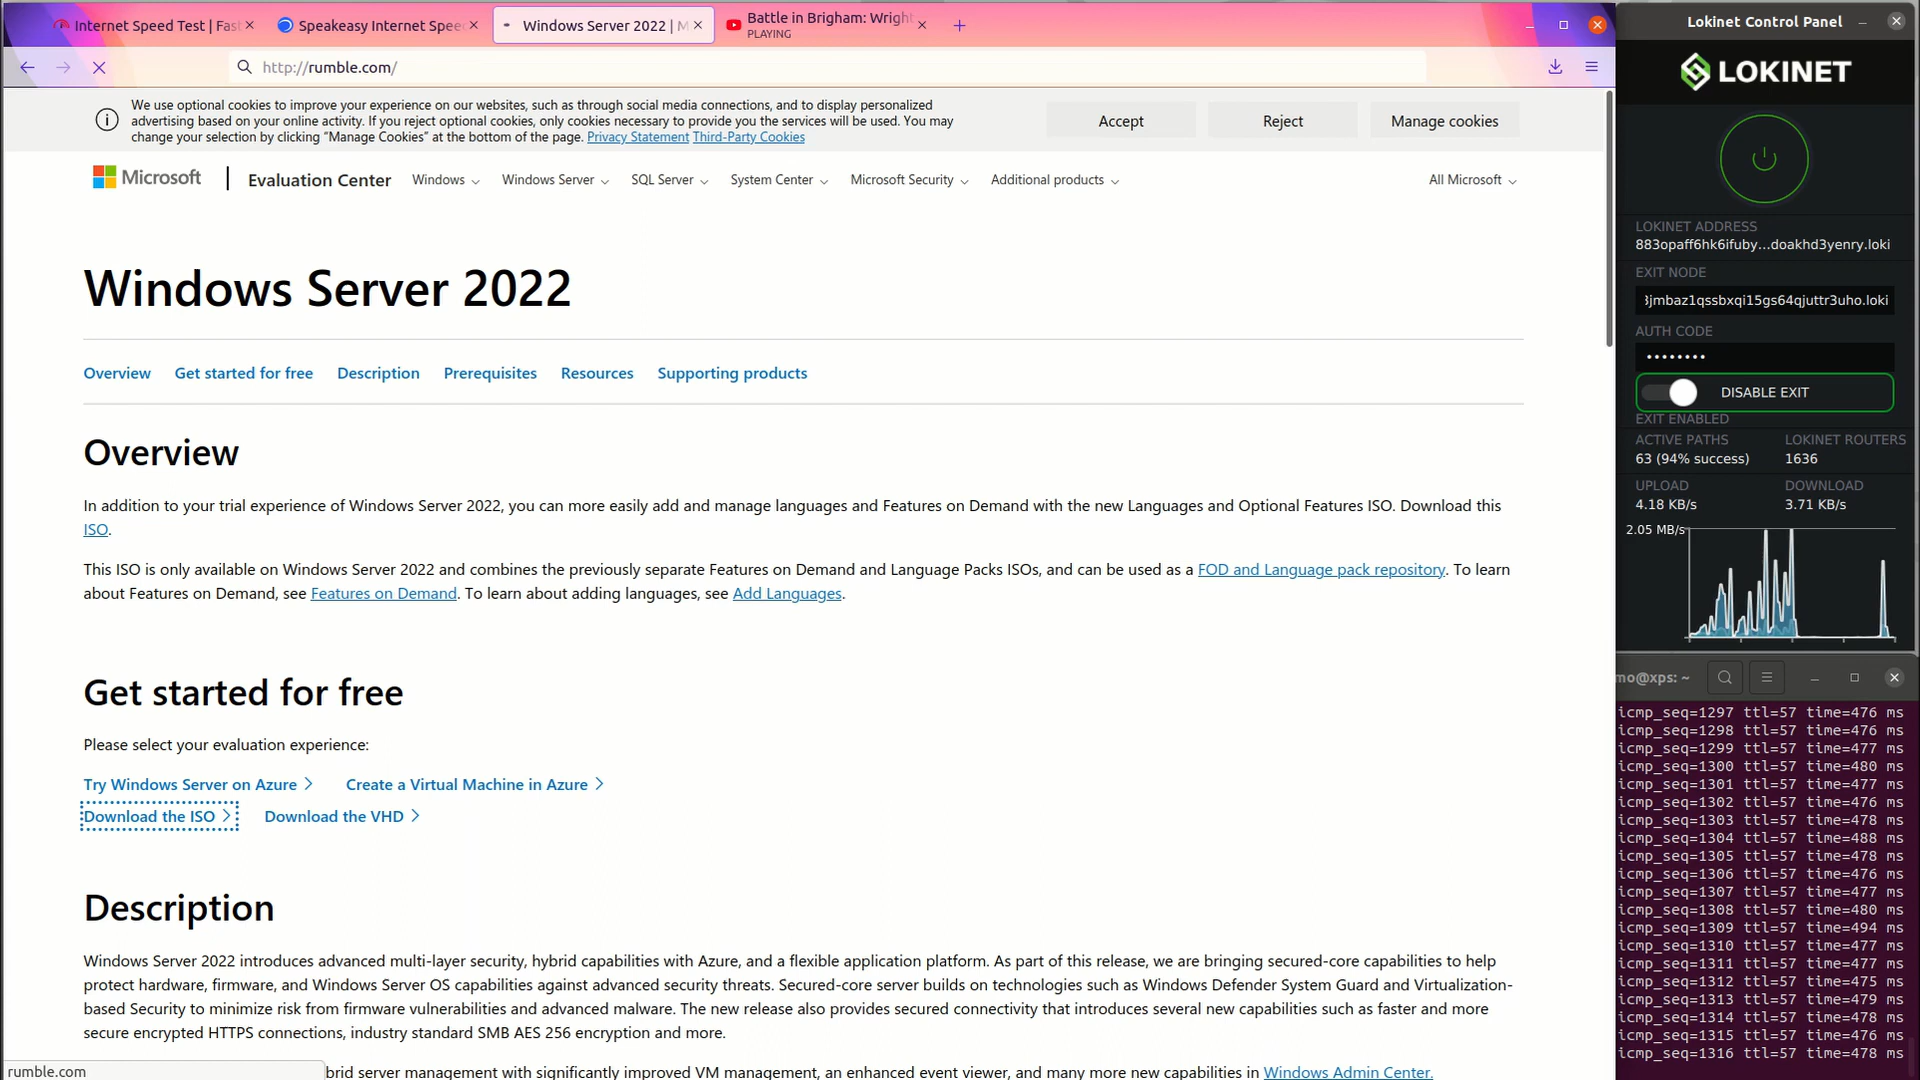 Internet Speed Test | Fas
Speakeasy Internet Spee
Windows Server 2022 | M
Battle in Brigham: Wright
PLAYING
http://rumble.com/
We use optional cookies to improve your experience on our websites, such as through social media connections, and to display personalized
advertising based on your online activity. If you reject optional cookies, only cookies necessary to provide you the services will be used. You may
change your selection by clicking “Manage Cookies” at the bottom of the page. Privacy Statement Third-Party Cookies
Accept
Reject
Manage cookies
Microsoft
Evaluation Center
Windows
Windows Server
SQL Server
System Center
Microsoft Security
Additional products
All Microsoft
Windows Server 2022
Overview
Get started for free
Description
Prerequisites
Resources
Supporting products
Overview
In addition to your trial experience of Windows Server 2022, you can more easily add and manage languages and Features on Demand with the new Languages and Optional Features ISO. Download this
ISO.
This ISO is only available on Windows Server 2022 and combines the previously separate Features on Demand and Language Packs ISOs, and can be used as a FOD and Language pack repository. To learn
about Features on Demand, see Features on Demand. To learn about adding languages, see Add Languages.
Get started for free
Please select your evaluation experience:
Try Windows Server on Azure
Create a Virtual Machine in Azure
Download the ISO
Download the VHD
Description
Windows Server 2022 introduces advanced multi-layer security, hybrid capabilities with Azure, and a flexible application platform. As part of this release, we are bringing secured-core capabilities to help
protect hardware, firmware, and Windows Server OS capabilities against advanced security threats. Secured-core server builds on technologies such as Windows Defender System Guard and Virtualization-
based Security to minimize risk from firmware vulnerabilities and advanced malware. The new release also provides secured connectivity that introduces several new capabilities such as faster and more
secure encrypted HTTPS connections, industry standard SMB AES 256 encryption and more.
brid server management with significantly improved VM management, an enhanced event viewer, and many more new capabilities in Windows Admin Center.
rumble.com
Lokinet Control Panel
LOKINET
LOKINET ADDRESS
883opaff6hk6ifuby...doakhd3yenry.loki
EXIT NODE
3jmbaz1qssbxqi15gs64qjuttr3uho.loki
AUTH CODE
••••••••
DISABLE EXIT
EXIT ENABLED
ACTIVE PATHS
63 (94% success)
LOKINET ROUTERS
1636
UPLOAD
4.18 KB/s
DOWNLOAD
3.71 KB/s
2.05 MB/s
mo@xps: ~
icmp_seq=1297 ttl=57 time=476 ms
icmp_seq=1298 ttl=57 time=476 ms
icmp_seq=1299 ttl=57 time=477 ms
icmp_seq=1300 ttl=57 time=480 ms
icmp_seq=1301 ttl=57 time=477 ms
icmp_seq=1302 ttl=57 time=476 ms
icmp_seq=1303 ttl=57 time=478 ms
icmp_seq=1304 ttl=57 time=488 ms
icmp_seq=1305 ttl=57 time=478 ms
icmp_seq=1306 ttl=57 time=476 ms
icmp_seq=1307 ttl=57 time=477 ms
icmp_seq=1308 ttl=57 time=480 ms
icmp_seq=1309 ttl=57 time=494 ms
icmp_seq=1310 ttl=57 time=477 ms
icmp_seq=1311 ttl=57 time=477 ms
icmp_seq=1312 ttl=57 time=475 ms
icmp_seq=1313 ttl=57 time=479 ms
icmp_seq=1314 ttl=57 time=478 ms
icmp_seq=1315 ttl=57 time=476 ms
icmp_seq=1316 ttl=57 time=478 ms